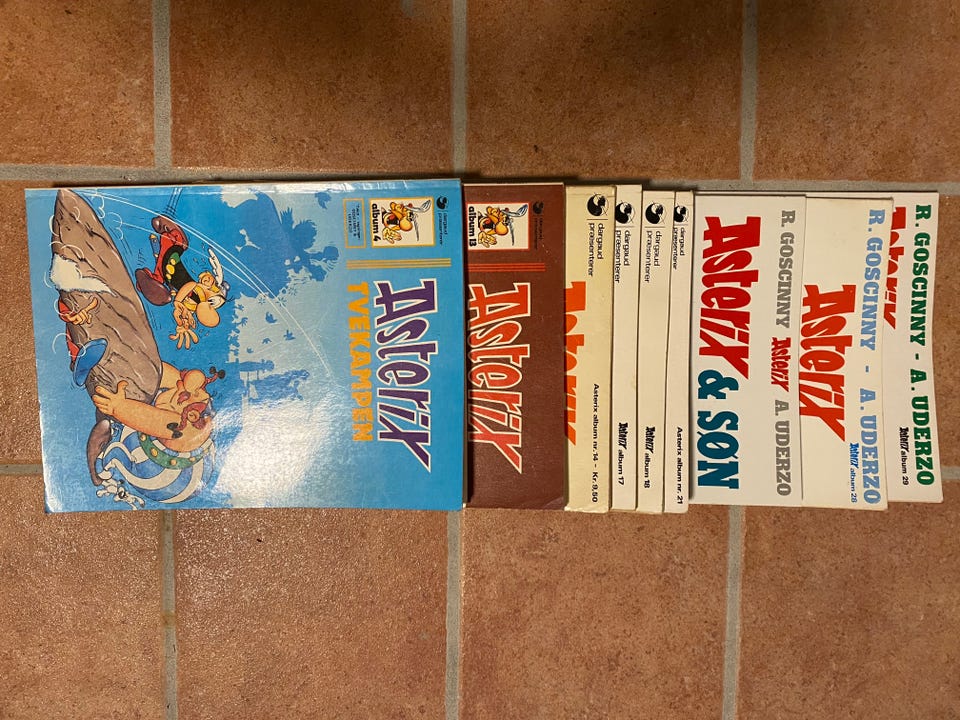 dargaud
præsenterer
album 4
Asterix
TVEKAMPEN
dargaud
præsenterer
album 13
Asterix
dargaud
præsenterer
Asterix
Asterix album nr. 14 - Kr. 9,50
dargaud
præsenterer
Asterix album 17
dargaud
præsenterer
Asterix album 18
dargaud
præsenterer
Asterix album nr. 21
Asterix & SØN
R. GOSCINNY Asterix A. UDERZO
Asterix
R. GOSCINNY - A. UDERZO
Asterix album 28
R. GOSCINNY - A. UDERZO
Asterix
Asterix album 29